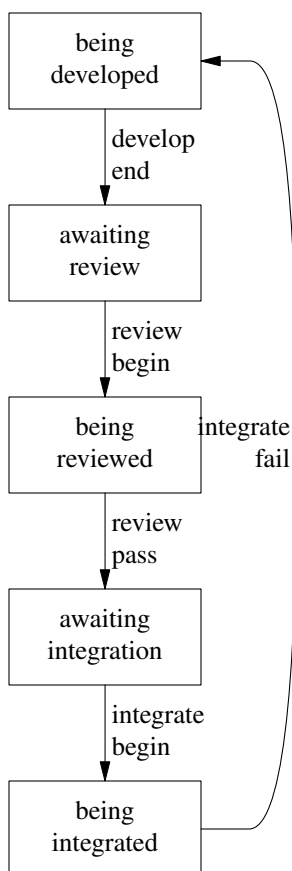 being
developed
develop
end
awaiting
review
review
begin
being
reviewed
integrate
fail
review
pass
awaiting
integration
integrate
begin
being
integrated